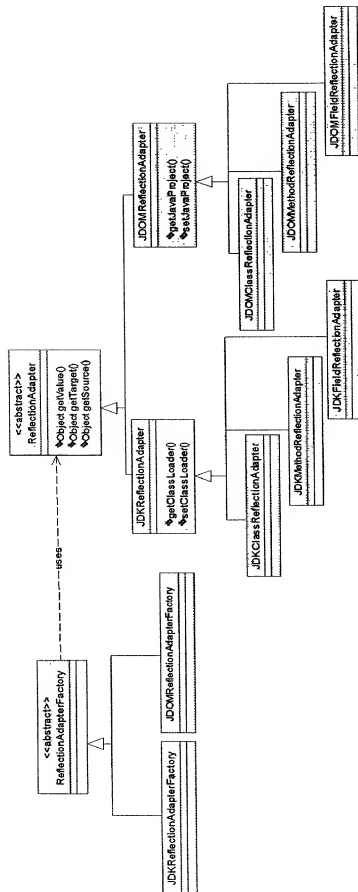 <<abstract>>
ReflectionAdapterFactory
uses
<<abstract>>
ReflectionAdapter
Object getValue()
Object getTarget()
Object getSource()
JDKReflectionAdapterFactory
JDOMReflectionAdapterFactory
JDKReflectionAdapter
getClassLoader()
setClassLoader()
JDOMReflectionAdapter
getJavaProject()
setJavaProject()
JDKClassReflectionAdapter
JDKMethodReflectionAdapter
JDKFieldReflectionAdapter
JDOMClassReflectionAdapter
JDOMMethodReflectionAdapter
JDOMFieldReflectionAdapter